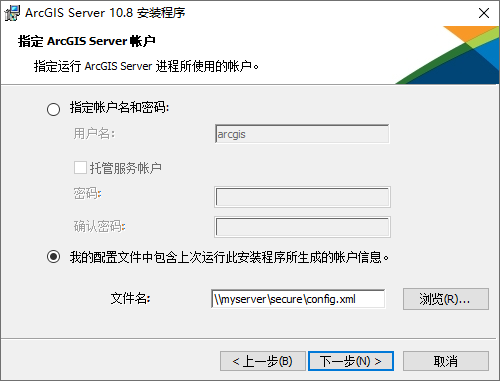 ArcGIS Server 10.8 安装程序
指定 ArcGIS Server 帐户
指定运行 ArcGIS Server 进程所使用的帐户。
指定帐户名和密码:
用户名:
arcgis
托管服务帐户
密码:
确认密码:
我的配置文件中包含上次运行此安装程序所生成的帐户信息。
文件名:
\\myserver\secure\config.xml
浏览(R)...
< 上一步(B)
下一步(N) >
取消